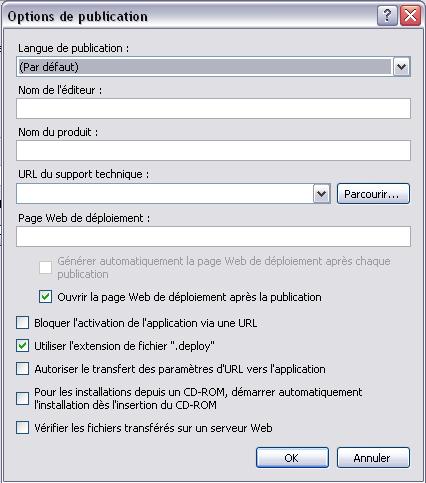 Options de publication
Langue de publication :
(Par défaut)
Nom de l'éditeur :
Nom du produit :
URL du support technique :
Parcourir...
Page Web de déploiement :
Générer automatiquement la page Web de déploiement après chaque
publication
Ouvrir la page Web de déploiement après la publication
Bloquer l'activation de l'application via une URL
Utiliser l'extension de fichier ".deploy"
Autoriser le transfert des paramètres d'URL vers l'application
Pour les installations depuis un CD-ROM, démarrer automatiquement
l'installation dès l'insertion du CD-ROM
Vérifier les fichiers transférés sur un serveur Web
OK
Annuler